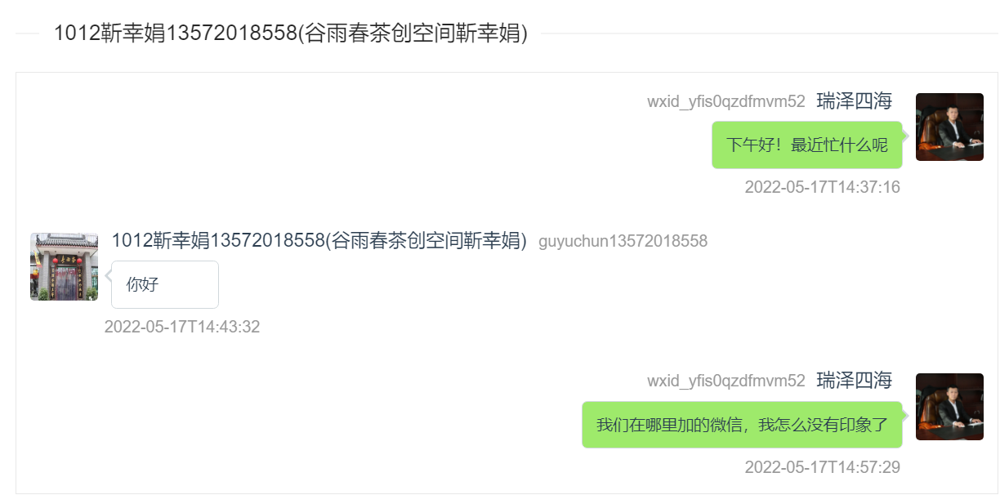 1012靳幸娟13572018558(谷雨春茶创空间靳幸娟)
wxid_yfis0qzdfmvm52 瑞泽四海
下午好！最近忙什么呢
2022-05-17T14:37:16
1012靳幸娟13572018558(谷雨春茶创空间靳幸娟) guyuchun13572018558
你好
2022-05-17T14:43:32
wxid_yfis0qzdfmvm52 瑞泽四海
我们在哪里加的微信，我怎么没有印象了
2022-05-17T14:57:29